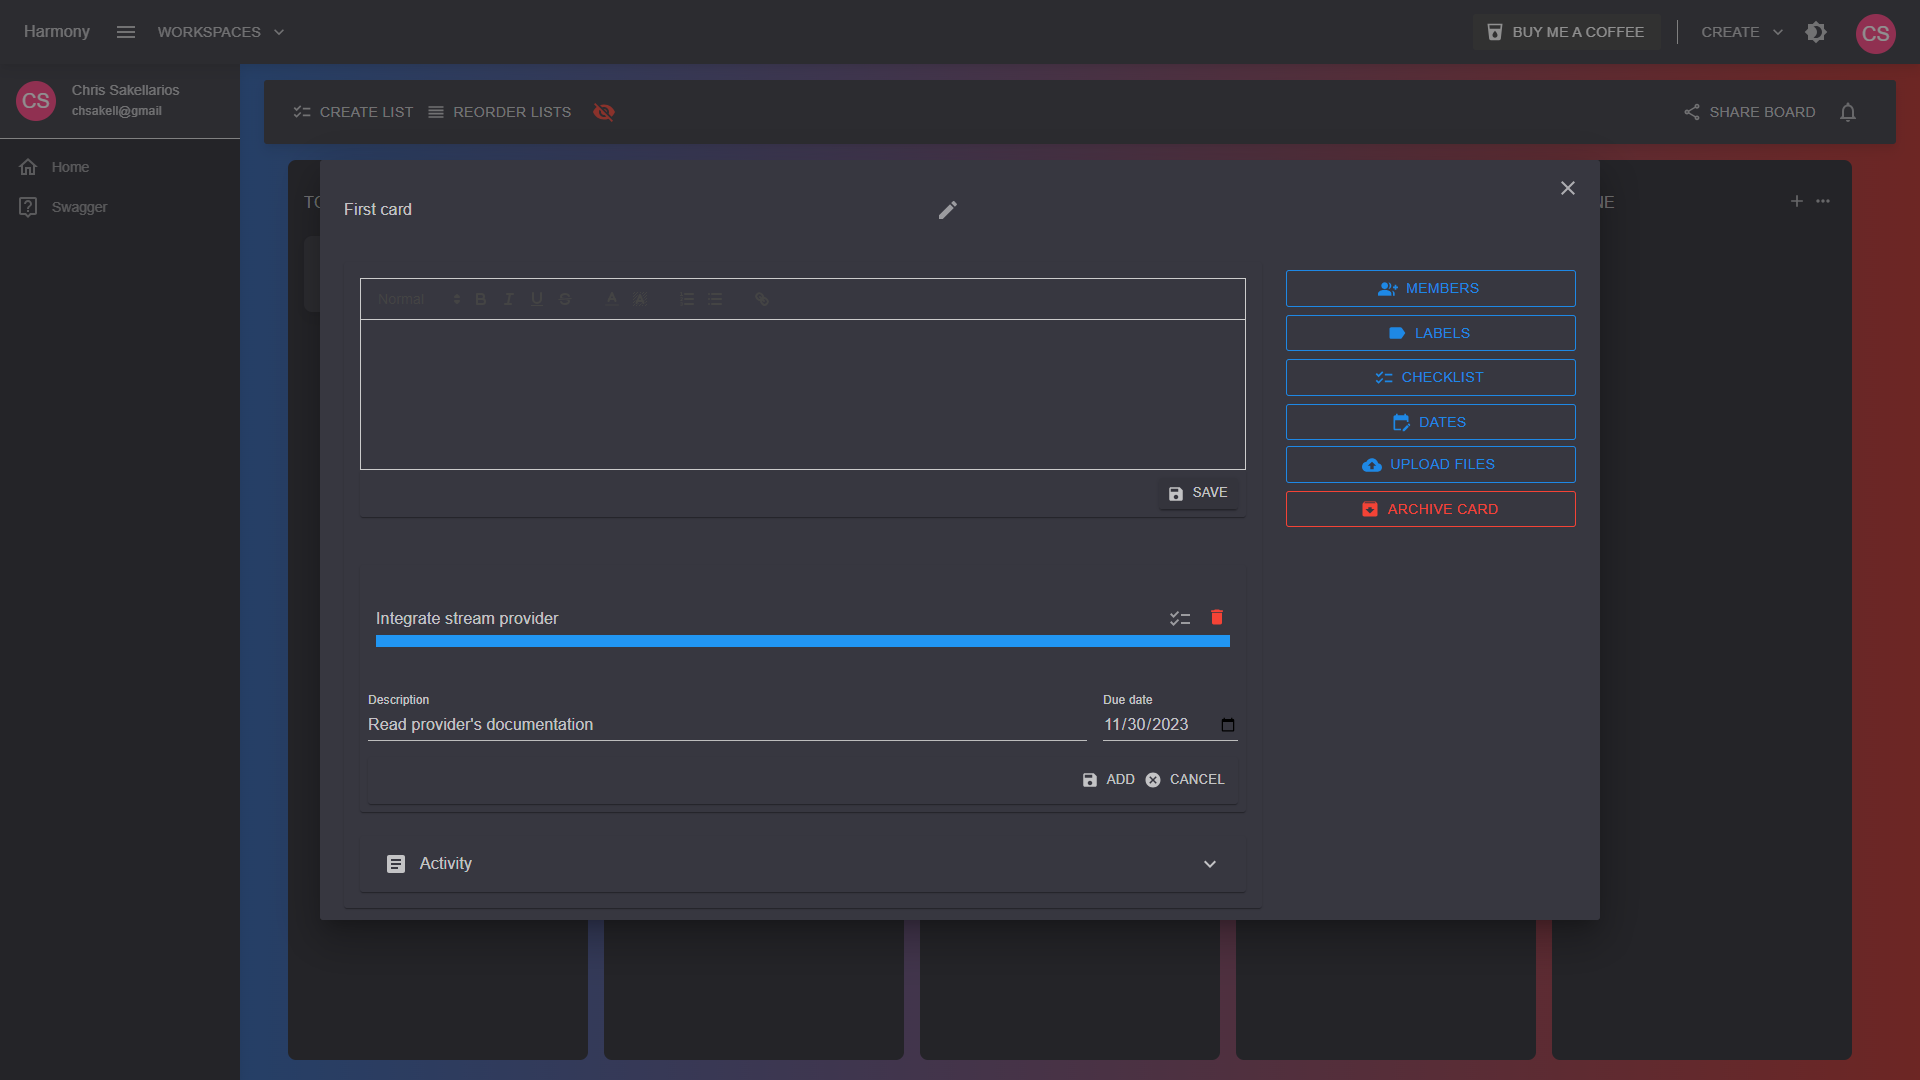 Harmony
WORKSPACES
BUY ME A COFFEE
CREATE
CS
CS
Chris Sakellarios
chsakell@gmail
Home
Swagger
CREATE LIST
REORDER LISTS
SHARE BOARD
First card
Normal
MEMBERS
LABELS
CHECKLIST
DATES
UPLOAD FILES
ARCHIVE CARD
SAVE
Integrate stream provider
Description
Read provider's documentation
Due date
11/30/2023
ADD
CANCEL
Activity